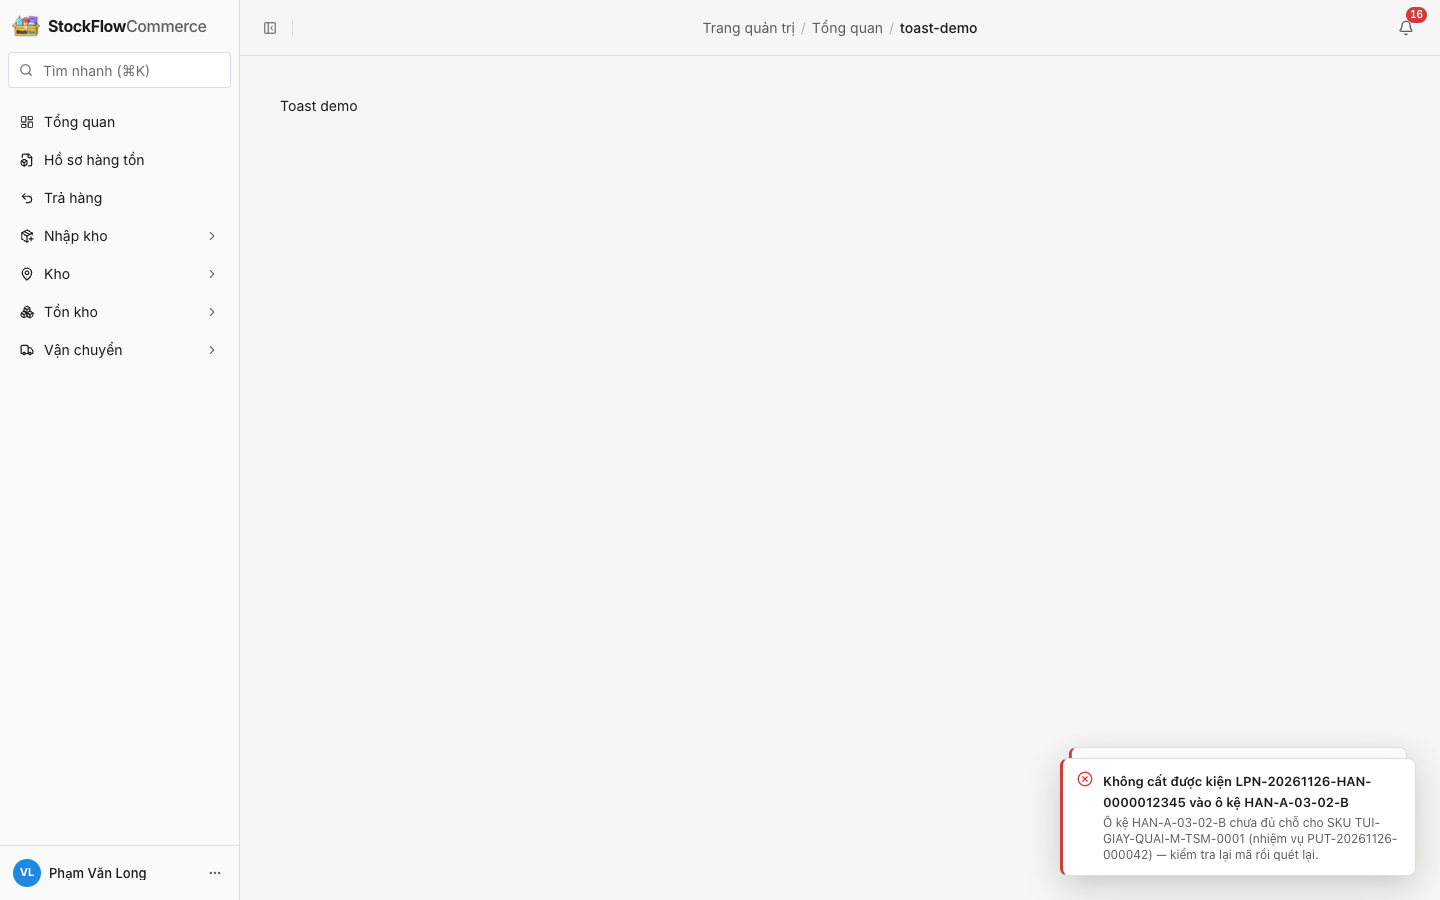 StockFlowCommerce
Tìm nhanh (⌘K)
Tổng quan
Hồ sơ hàng tồn
Trả hàng
Nhập kho
Kho
Tồn kho
Vận chuyển
VL Phạm Văn Long
Trang quản trị / Tổng quan / toast-demo
16
Toast demo
Không cất được kiện LPN-20261126-HAN-
0000012345 vào ô kệ HAN-A-03-02-B
Ô kệ HAN-A-03-02-B chưa đủ chỗ cho SKU TUI-
GIAY-QUAI-M-TSM-0001 (nhiệm vụ PUT-20261126-
000042) — kiểm tra lại mã rồi quét lại.